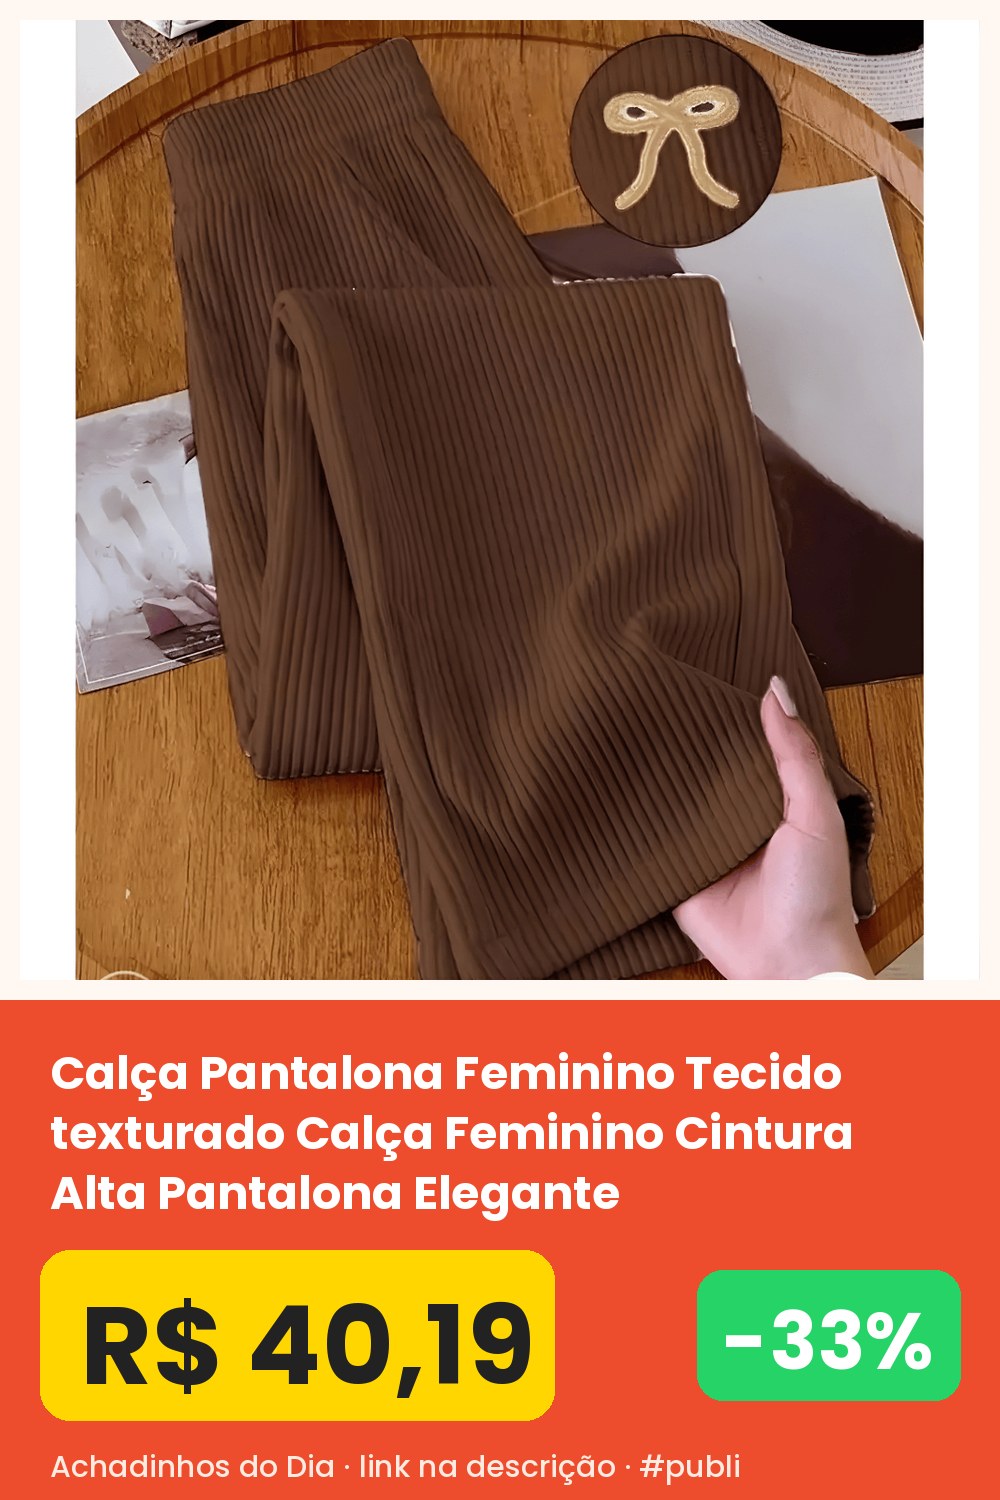 Calça Pantalona Feminino Tecido
texturado Calça Feminino Cintura
Alta Pantalona Elegante
R$ 40,19
-33%
Achadinhos do Dia · link na descrição · #publi